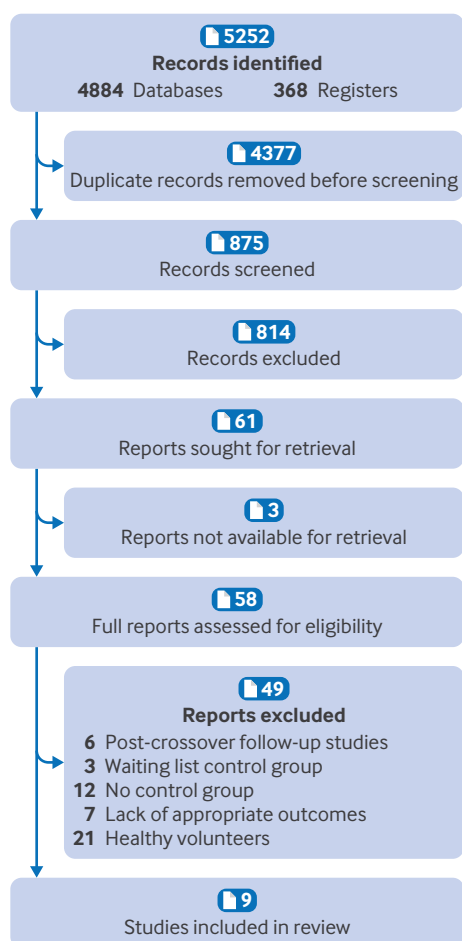 5252
Records identified
4884 Databases 368 Registers
4377
Duplicate records removed before screening
875
Records screened
814
Records excluded
61
Reports sought for retrieval
3
Reports not available for retrieval
58
Full reports assessed for eligibility
49
Reports excluded
6 Post-crossover follow-up studies
3 Waiting list control group
12 No control group
7 Lack of appropriate outcomes
21 Healthy volunteers
9
Studies included in review